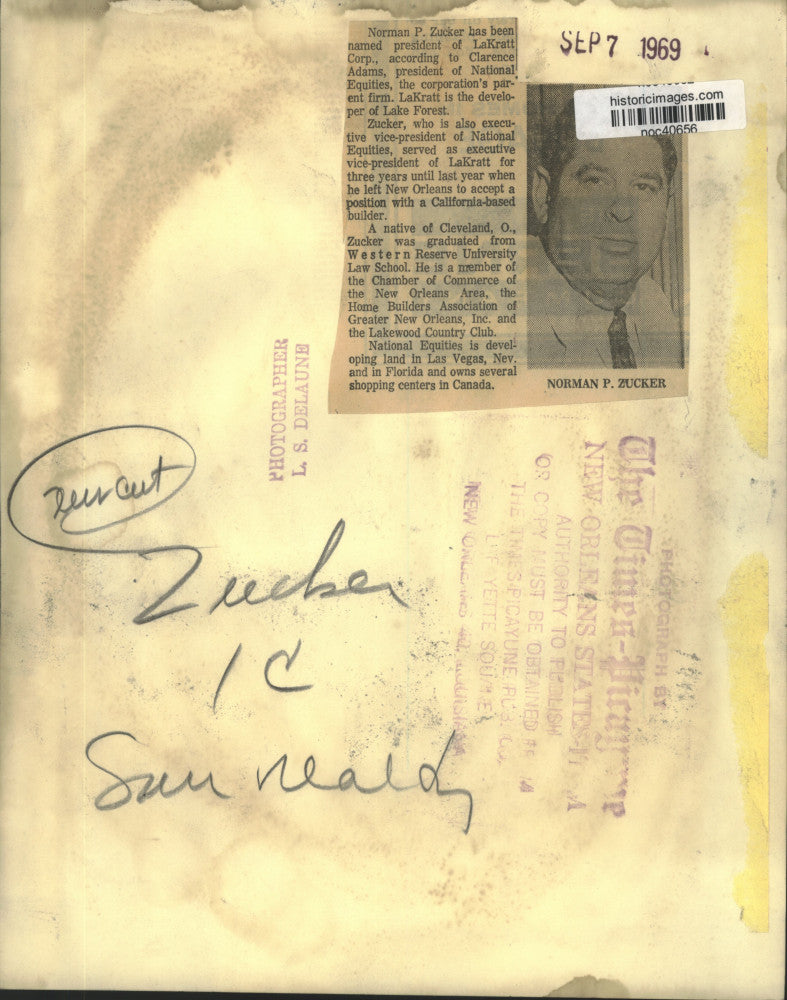 Norman P. Zucker has been
named president of LaKratt
Corp., according to Clarence
Adams, president of National
Equities, the corporation's par-
ent firm. LaKratt is the develo-
per of Lake Forest.
Zucker, who is also execu-
tive vice-president of National
Equities, served as executive
vice-president of LaKratt for
three years until last year when
he left New Orleans to accept a
position with a California-based
builder.
A native of Cleveland, O.,
Zucker was graduated from
Western Reserve University
Law School. He is a member of
the Chamber of Commerce of
the New Orleans Area, the
Home Builders Association of
Greater New Orleans, Inc. and
the Lakewood Country Club.
National Equities is devel-
oping land in Las Vegas, Nev.
and in Florida and owns several
shopping centers in Canada.
SEP 7 1969
historicimages.com
noc40656
NORMAN P. ZUCKER
PHOTOGRAPHER
L. S. DELAUNE
PHOTOGRAPH BY
The Times-Picayune
NEW ORLEANS STATES-
AUTHORITY TO PUBLISH
OR COPY MUST BE OBTAINED
THE TIMES-PICAYUNE PUB. CO.
LAFAYETTE SQUARE
NEW ORLEANS
cut
Zucker
1 C
Sun realty